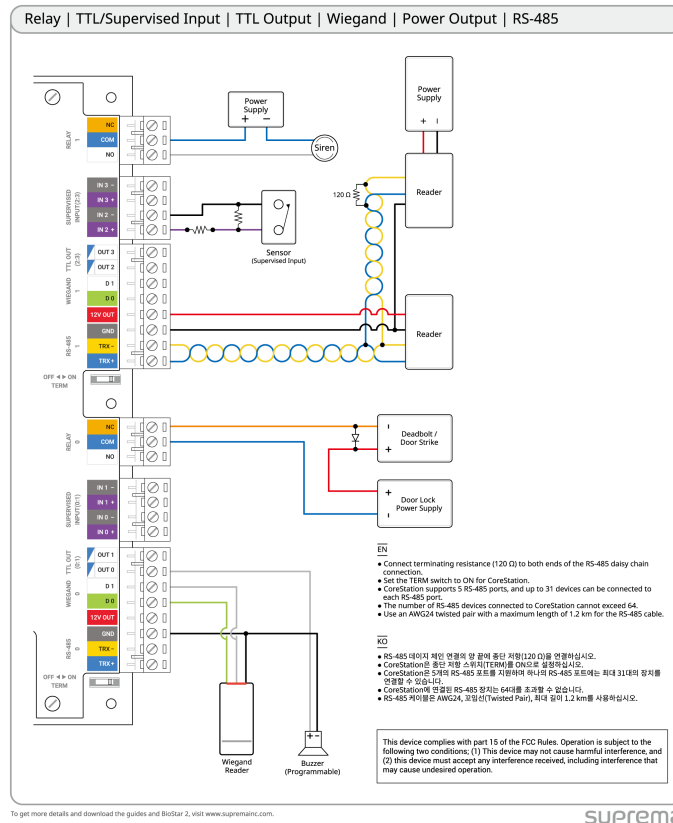 Relay | TTL/Supervised Input | TTL Output | Wiegand | Power Output | RS-485
RELAY
1
NC
COM
NO
Power
Supply
+ −
Siren
SUPERVISED
INPUT(2:3)
IN 3 −
IN 3 +
IN 2 −
IN 2 +
Sensor
(Supervised Input)
120 Ω
Power
Supply
+ −
Reader
TTL OUT
(2:3)
OUT 3
OUT 2
WIEGAND
1
D 1
D 0
12V OUT
GND
RS-485
1
TRX −
TRX +
Reader
OFF ◄ ► ON
TERM
RELAY
0
NC
COM
NO
−
Deadbolt /
Door Strike
+
+
Door Lock
Power Supply
−
SUPERVISED
INPUT(0:1)
IN 1 −
IN 1 +
IN 0 −
IN 0 +
TTL OUT
(0:1)
OUT 1
OUT 0
WIEGAND
0
D 1
D 0
12V OUT
GND
RS-485
0
TRX −
TRX +
OFF ◄ ► ON
TERM
Wiegand
Reader
+ −
Buzzer
(Programmable)
EN
● Connect terminating resistance (120 Ω) to both ends of the RS-485 daisy chain
connection.
● Set the TERM switch to ON for CoreStation.
● CoreStation supports 5 RS-485 ports, and up to 31 devices can be connected to
each RS-485 port.
● The number of RS-485 devices connected to CoreStation cannot exceed 64.
● Use an AWG24 twisted pair with a maximum length of 1.2 km for the RS-485 cable.
KO
● RS-485 데이지 체인 연결의 양 끝에 종단 저항(120 Ω)을 연결하십시오.
● CoreStation은 종단 저항 스위치(TERM)를 ON으로 설정하십시오.
● CoreStation은 5개의 RS-485 포트를 지원하며 하나의 RS-485 포트에는 최대 31대의 장치를
연결할 수 있습니다.
● CoreStation에 연결된 RS-485 장치는 64대를 초과할 수 없습니다.
● RS-485 케이블은 AWG24, 꼬임선(Twisted Pair), 최대 길이 1.2 km를 사용하십시오.
This device complies with part 15 of the FCC Rules. Operation is subject to the
following two conditions; (1) This device may not cause harmful interference, and
(2) this device must accept any interference received, including interference that
may cause undesired operation.
To get more details and download the guides and BioStar 2, visit www.supremainc.com.
suprema